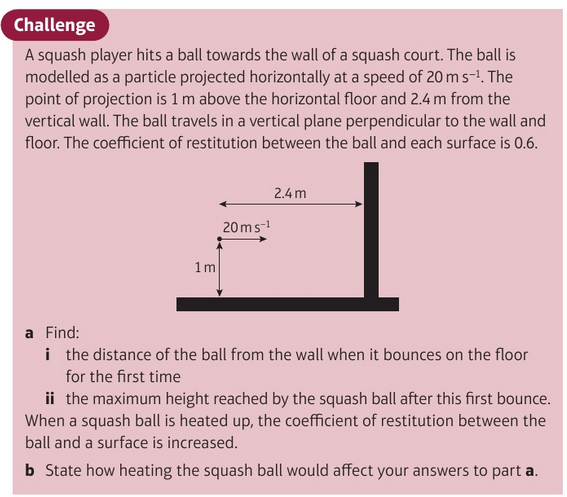 Challenge
A squash player hits a ball towards the wall of a squash court. The ball is
modelled as a particle projected horizontally at a speed of 20 m s⁻¹. The
point of projection is 1 m above the horizontal floor and 2.4 m from the
vertical wall. The ball travels in a vertical plane perpendicular to the wall and
floor. The coefficient of restitution between the ball and each surface is 0.6.
2.4 m
20 m s⁻¹
1 m
a Find:
i the distance of the ball from the wall when it bounces on the floor
for the first time
ii the maximum height reached by the squash ball after this first bounce.
When a squash ball is heated up, the coefficient of restitution between the
ball and a surface is increased.
b State how heating the squash ball would affect your answers to part a.